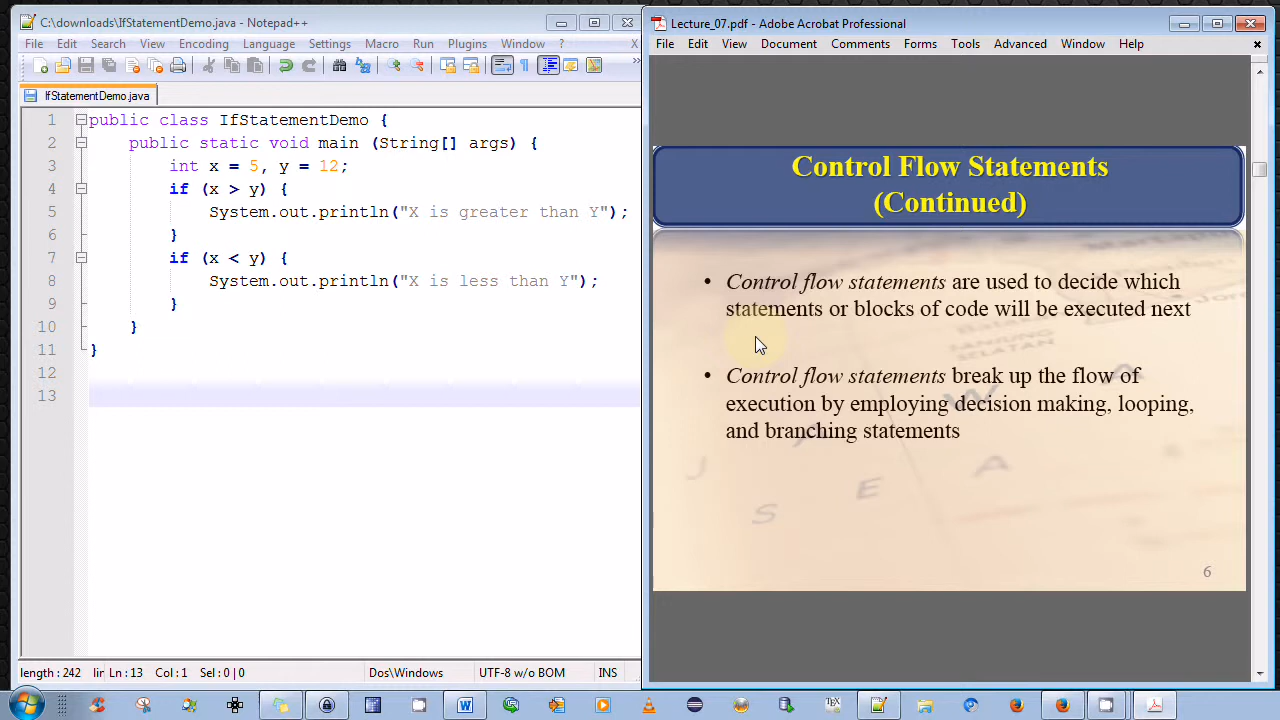 C:\downloads\IfStatementDemo.java - Notepad++
File Edit Search View Encoding Language Settings Macro Run Plugins Window ? X
IfStatementDemo.java
1 public class IfStatementDemo {
2 public static void main (String[] args) {
3 int x = 5, y = 12;
4 if (x > y) {
5 System.out.println("X is greater than Y");
6 }
7 if (x < y) {
8 System.out.println("X is less than Y");
9 }
10 }
11 }
12
13
length : 242 lir Ln : 13 Col : 1 Sel : 0 | 0 Dos\Windows UTF-8 w/o BOM INS
Lecture_07.pdf - Adobe Acrobat Professional
File Edit View Document Comments Forms Tools Advanced Window Help
Control Flow Statements
(Continued)
• Control flow statements are used to decide which
statements or blocks of code will be executed next
• Control flow statements break up the flow of
execution by employing decision making, looping,
and branching statements
6